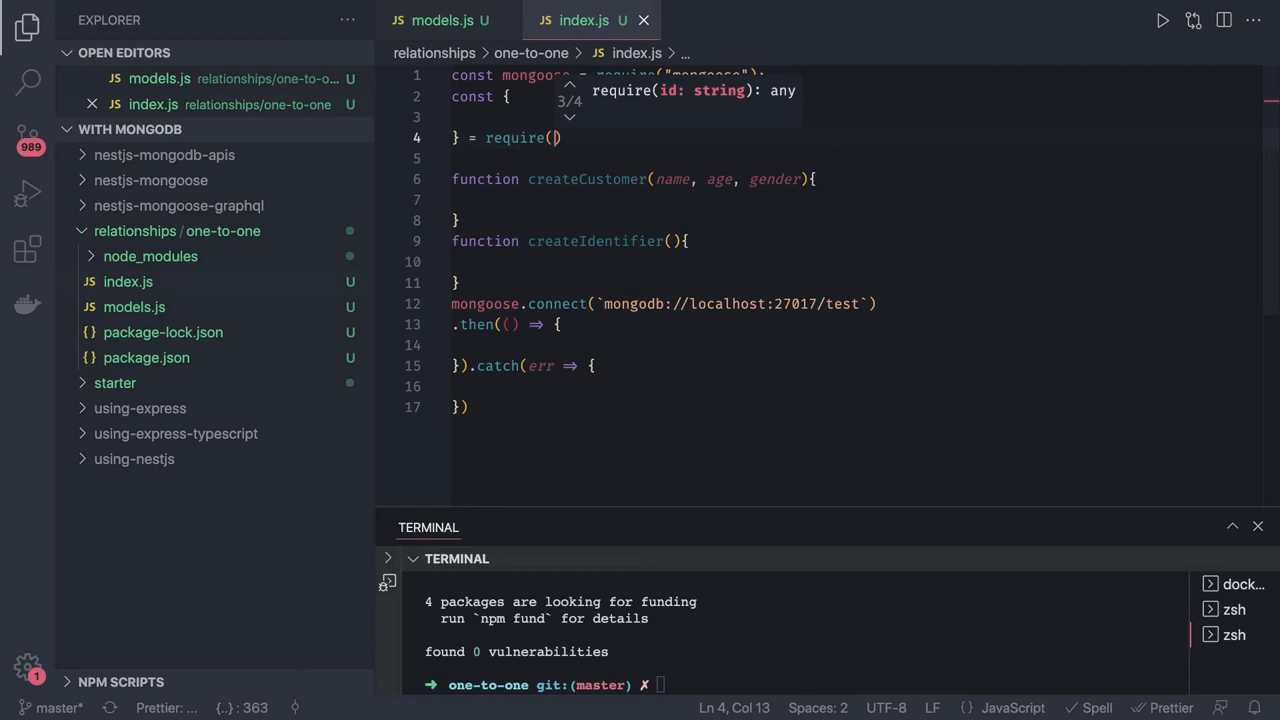 EXPLORER
OPEN EDITORS
models.js relationships/one-to-o... U
index.js relationships/one-to-one U
WITH MONGODB
nestjs-mongodb-apis
989
nestjs-mongoose
nestjs-mongoose-graphql
relationships / one-to-one
node_modules
JS index.js U
JS models.js U
{} package-lock.json U
{} package.json U
starter
using-express
using-express-typescript
using-nestjs
NPM SCRIPTS
1
JS models.js U
JS index.js U
relationships > one-to-one > JS index.js > ...
1 const mongoose = require("mongoose");
2 const {
3
4 } = require()
3/4 require(id: string): any
5
6 function createCustomer(name, age, gender){
7
8 }
9 function createIdentifier(){
10
11 }
12 mongoose.connect(`mongodb://localhost:27017/test`)
13 .then(() => {
14
15 }).catch(err => {
16
17 })
TERMINAL
TERMINAL
4 packages are looking for funding
run `npm fund` for details
found 0 vulnerabilities
➜ one-to-one git:(master) ✗
dock...
zsh
zsh
master* Prettier: ... {..} : 363 Ln 4, Col 13 Spaces: 2 UTF-8 LF {} JavaScript Spell Prettier